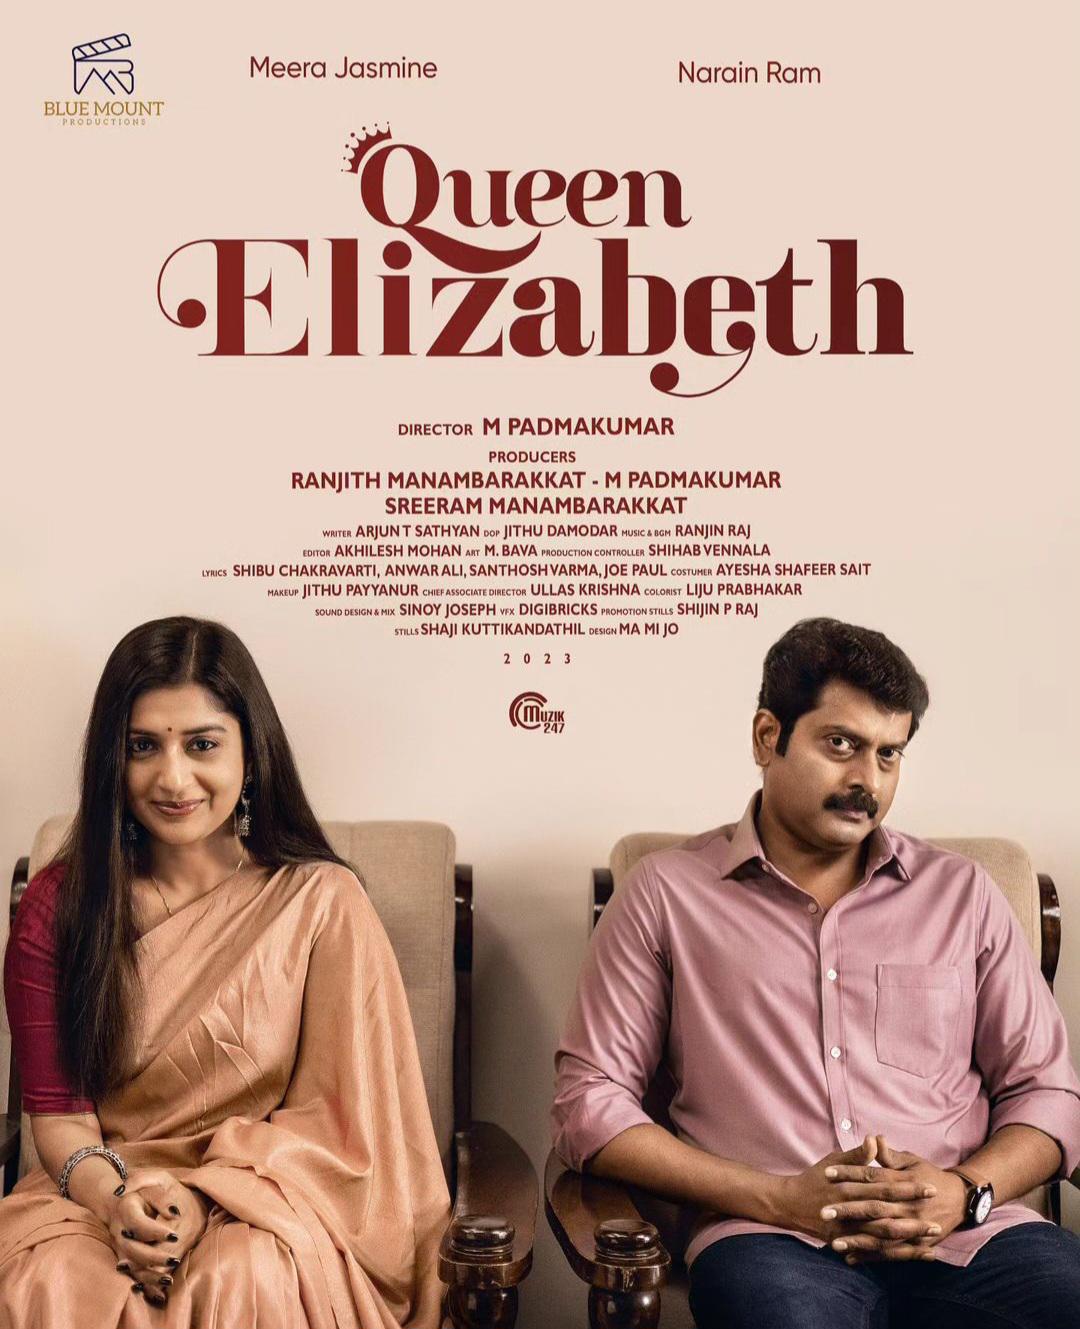 BLUE MOUNT
PRODUCTIONS
Meera Jasmine
Narain Ram
Queen
Elizabeth
DIRECTOR M PADMAKUMAR
PRODUCERS
RANJITH MANAMBARAKKAT - M PADMAKUMAR
SREERAM MANAMBARAKKAT
WRITER ARJUN T SATHYAN DOP JITHU DAMODAR MUSIC & BGM RANJIN RAJ
EDITOR AKHILESH MOHAN ART M. BAVA PRODUCTION CONTROLLER SHIHAB VENNALA
LYRICS SHIBU CHAKRAVARTI, ANWAR ALI, SANTHOSH VARMA, JOE PAUL COSTUMER AYESHA SHAFEER SAIT
MAKEUP JITHU PAYYANUR CHIEF ASSOCIATE DIRECTOR ULLAS KRISHNA COLORIST LIJU PRABHAKAR
SOUND DESIGN & MIX SINOY JOSEPH VFX DIGIBRICKS PROMOTION STILLS SHIJIN P RAJ
STILLS SHAJI KUTTIKANDATHIL DESIGN MA MI JO
2023
MUZIK
247